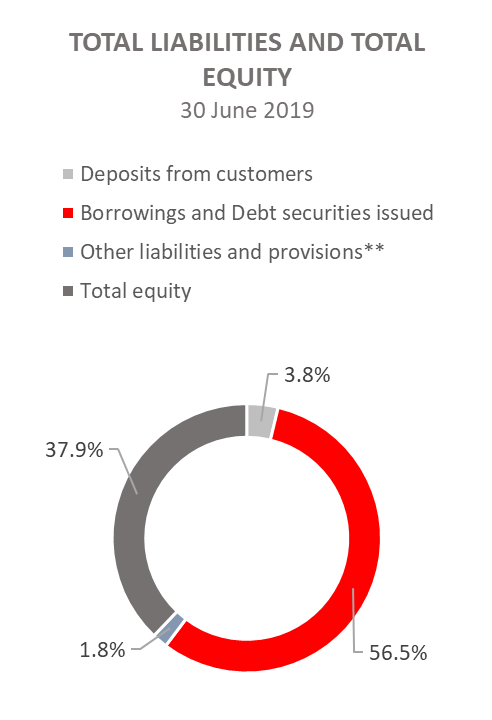 TOTAL LIABILITIES AND TOTAL
EQUITY
30 June 2019
Deposits from customers
Borrowings and Debt securities issued
Other liabilities and provisions**
Total equity
3.8%
37.9%
1.8%
56.5%